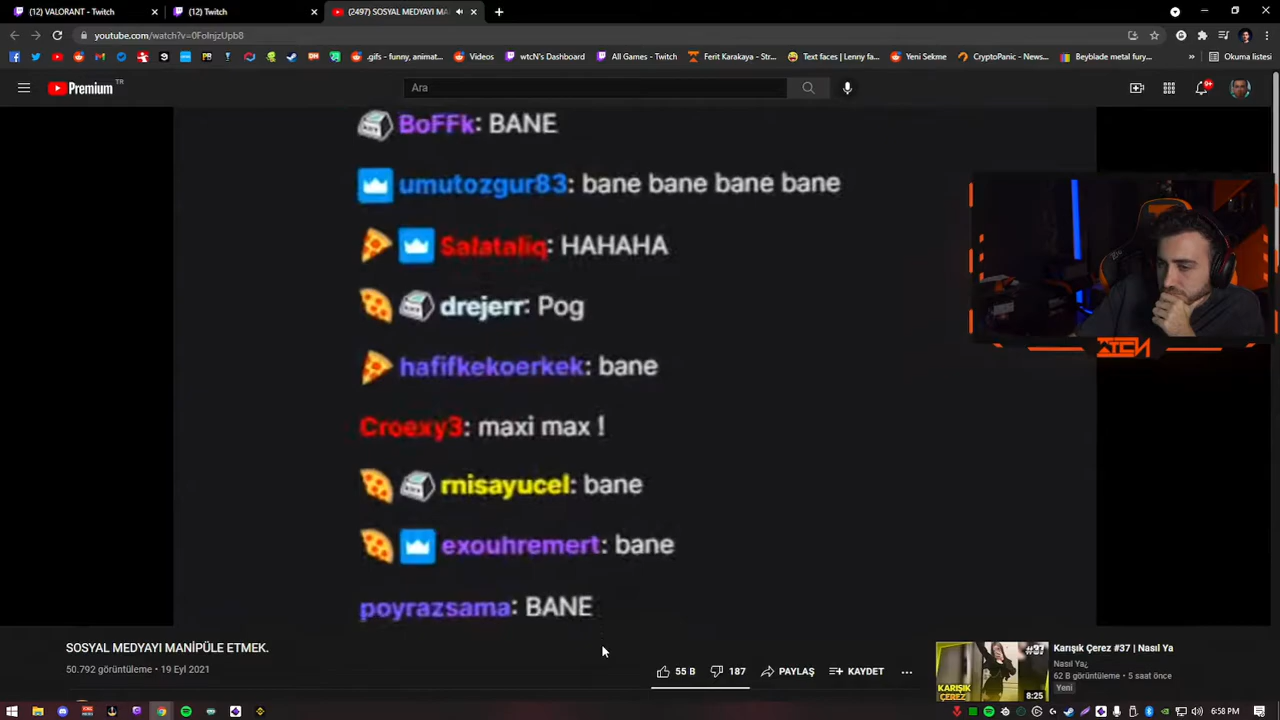 (12) VALORANT - Twitch
(12) Twitch
(2497) SOSYAL MEDYAYI MA
youtube.com/watch?v=0FoInjzUpb8
.gifs - funny, animat...
Videos
wtcN's Dashboard
All Games - Twitch
Ferit Karakaya - Str...
Text faces | Lenny fa...
Yeni Sekme
CryptoPanic - News...
Beyblade metal fury...
»
Okuma listesi
Premium TR
Ara
9+
BoFFk: BANE
umutozgur83: bane bane bane bane
Salataliq: HAHAHA
drejerr: Pog
hafifkekoerkek: bane
Croexy3: maxi max !
rnisayucel: bane
exouhremert: bane
poyrazsama: BANE
SOSYAL MEDYAYI MANİPÜLE ETMEK.
50.792 görüntüleme • 19 Eyl 2021
55 B
187
PAYLAŞ
KAYDET
#37
KARIŞIK
ÇEREZ
8:25
Karışık Çerez #37 | Nasıl Ya
Nasıl Ya¿
62 B görüntüleme • 5 saat önce
Yeni
6:58 PM